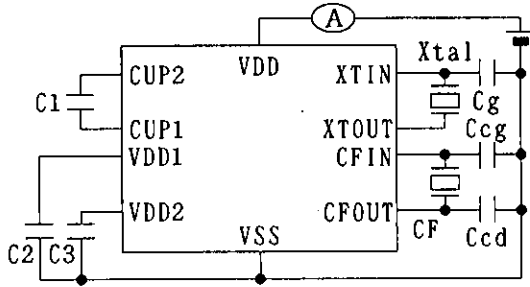 A
VDD
CUP2
XTIN
Xtal
C1
Cg
CUP1
XTOUT
Ccg
VDD1
CFIN
VDD2
CFOUT
CF
Ccd
C2
C3
VSS